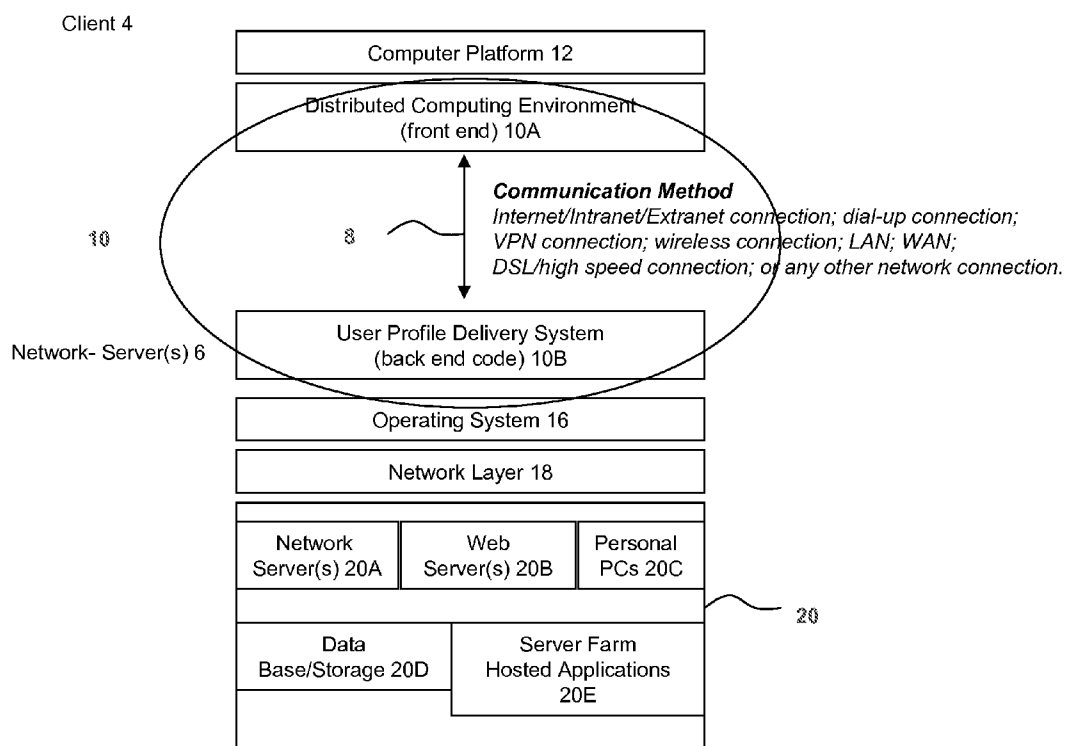 Client 4
Computer Platform 12
Distributed Computing Environment
(front end) 10A
Communication Method
Internet/Intranet/Extranet connection; dial-up connection;
VPN connection; wireless connection; LAN; WAN;
DSL/high speed connection; or any other network connection.
10
8
User Profile Delivery System
(back end code) 10B
Network- Server(s) 6
Operating System 16
Network Layer 18
Network
Server(s) 20A
Web
Server(s) 20B
Personal
PCs 20C
20
Data
Base/Storage 20D
Server Farm
Hosted Applications
20E